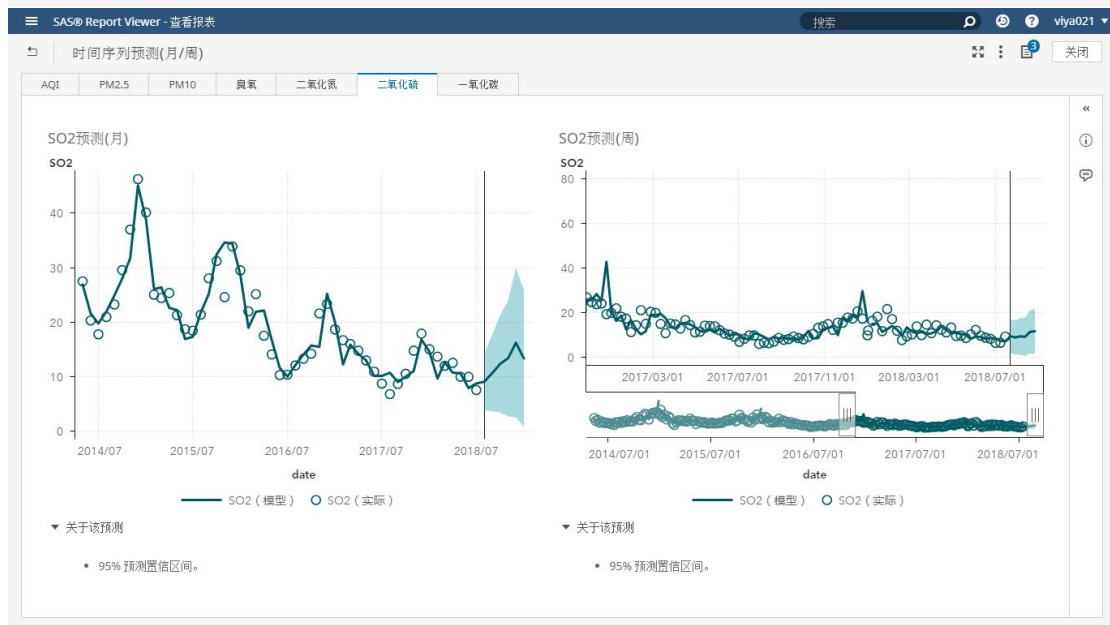 SAS® Report Viewer - 查看报表
搜索
viya021
时间序列预测(月/周)
3
关闭
AQI PM2.5 PM10 臭氧 二氧化氮 二氧化硫 一氧化碳
SO2预测(月)
SO2
40
30
20
10
0
2014/07 2015/07 2016/07 2017/07 2018/07
date
SO2（模型） SO2（实际）
关于该预测
95% 预测置信区间。
SO2预测(周)
SO2
80
60
40
20
0
2017/03/01 2017/07/01 2017/11/01 2018/03/01 2018/07/01
2014/07/01 2015/07/01 2016/07/01 2017/07/01 2018/07/01
date
SO2（模型） SO2（实际）
关于该预测
95% 预测置信区间。